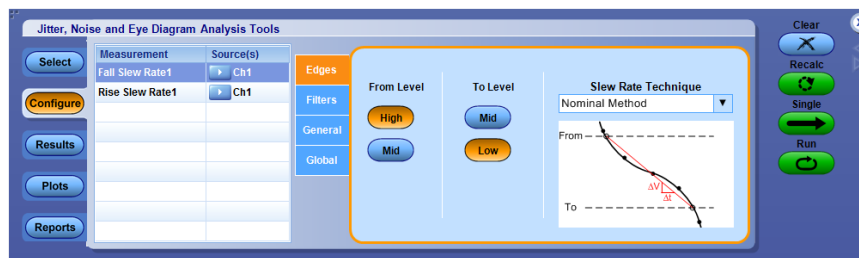 Jitter, Noise and Eye Diagram Analysis Tools
Clear
Select
Configure
Results
Plots
Reports
Measurement Source(s)
Fall Slew Rate1 Ch1
Rise Slew Rate1 Ch1
Edges
Filters
General
Global
From Level
High
Mid
To Level
Mid
Low
Slew Rate Technique
Nominal Method
From
ΔV
Δt
To
Recalc
Single
Run